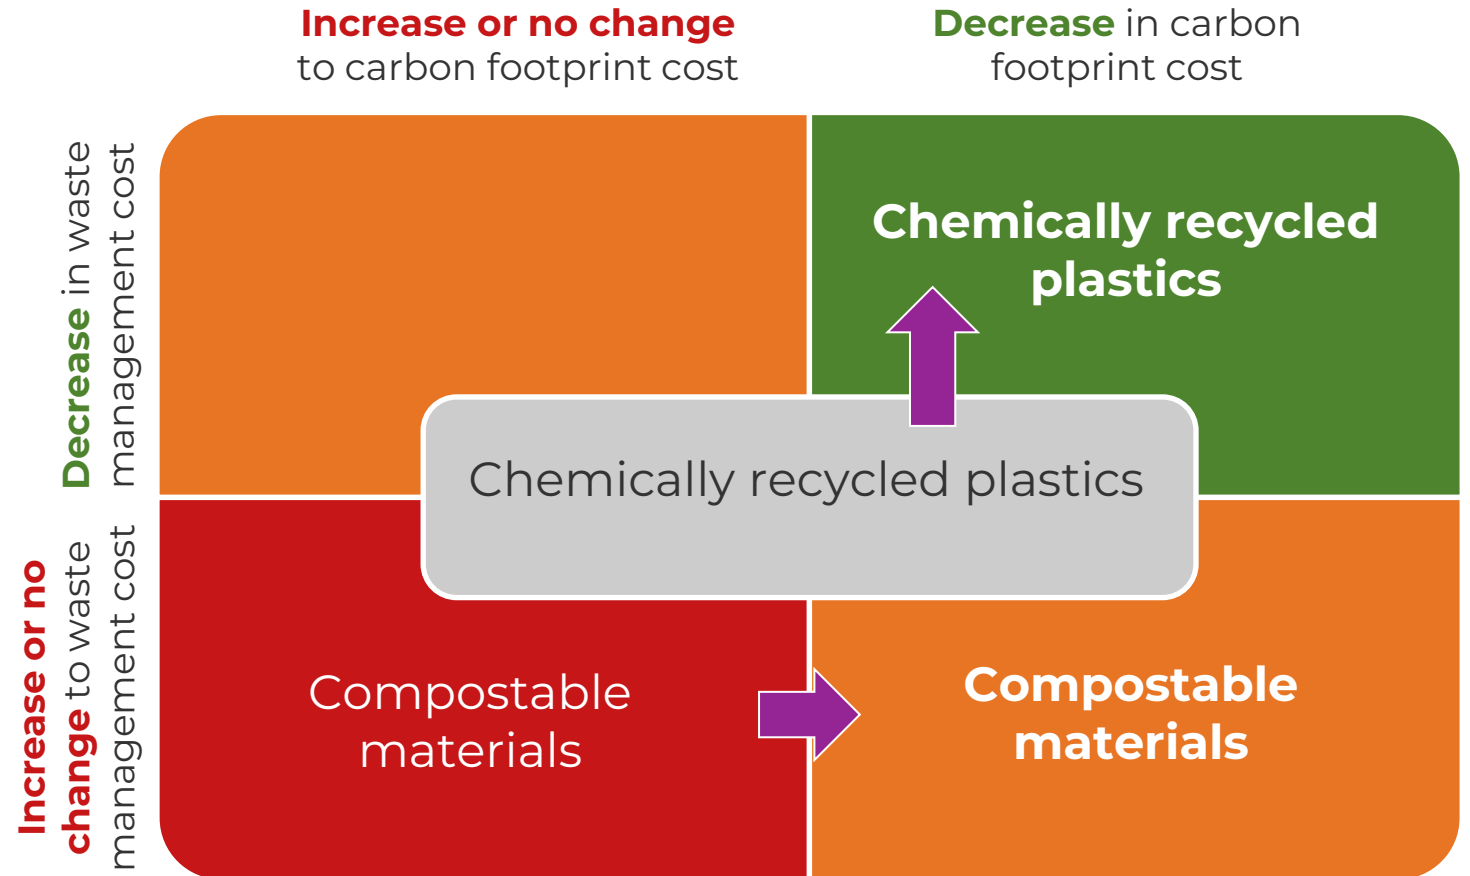 Increase or no change
to carbon footprint cost
Decrease in carbon
footprint cost
Decrease in waste
management cost
Chemically recycled
plastics
Chemically recycled plastics
Increase or no
change to waste
management cost
Compostable
materials
Compostable
materials